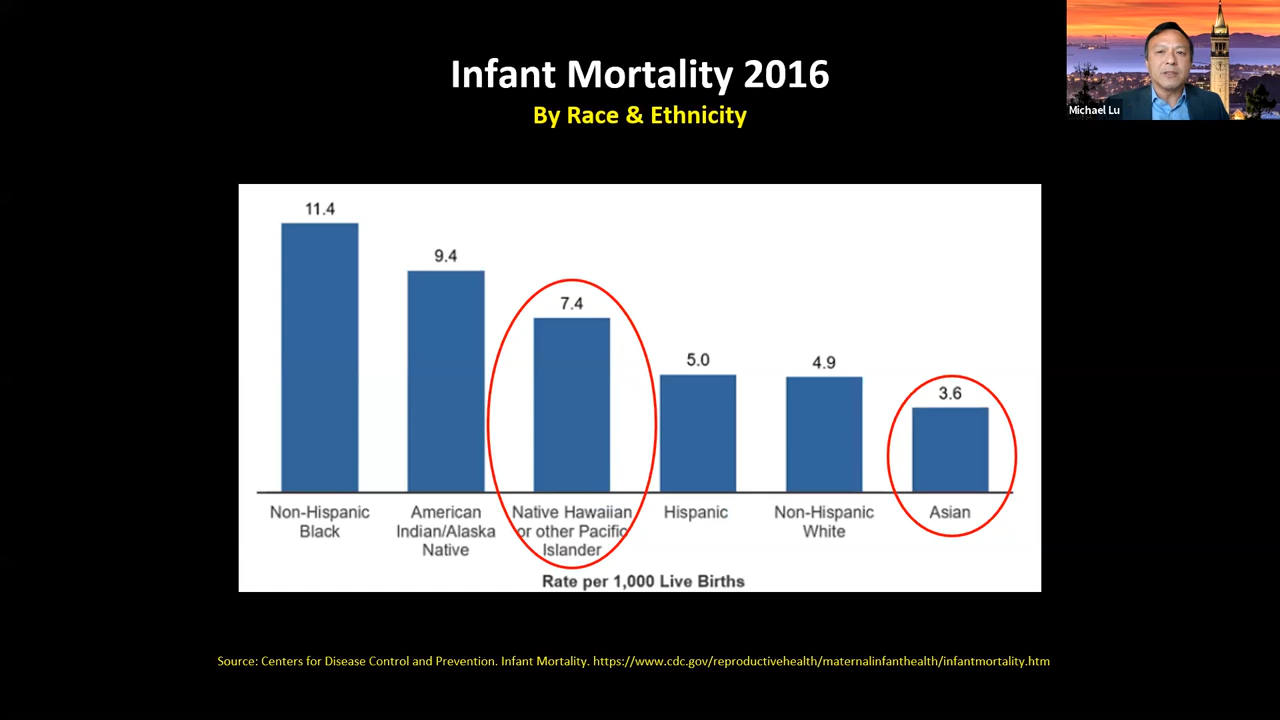 Infant Mortality 2016
By Race & Ethnicity
Michael Lu
11.4
9.4
7.4
5.0
4.9
3.6
Non-Hispanic
Black
American
Indian/Alaska
Native
Native Hawaiian
or other Pacific
Islander
Hispanic
Non-Hispanic
White
Asian
Rate per 1,000 Live Births
Source: Centers for Disease Control and Prevention. Infant Mortality. https://www.cdc.gov/reproductivehealth/maternalinfanthealth/infantmortality.htm